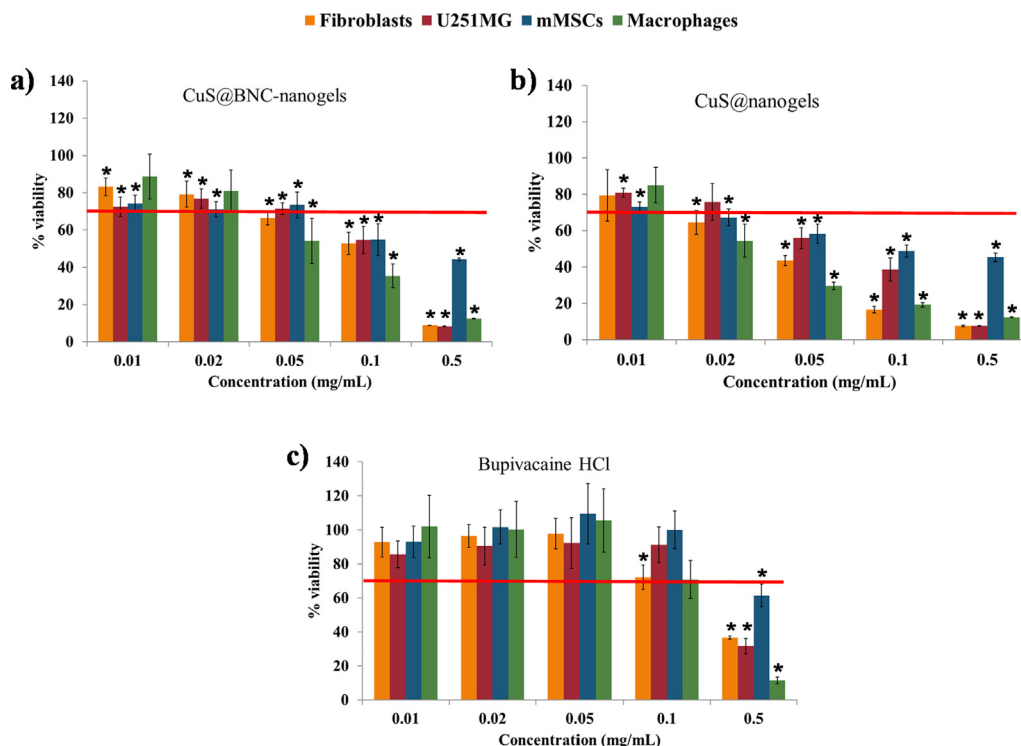 Fibroblasts U251MG mMSCs Macrophages
a)
CuS@BNC-nanogels
% viability
140
120
100
80
60
40
20
0
* * * * * * * * * * * * * * * * * *
0.01 0.02 0.05 0.1 0.5
Concentration (mg/mL)
b)
CuS@nanogels
% viability
140
120
100
80
60
40
20
0
* * * * * * * * * * * * * * * * *
0.01 0.02 0.05 0.1 0.5
Concentration (mg/mL)
c)
Bupivacaine HCl
% viability
140
120
100
80
60
40
20
0
* * * * *
0.01 0.02 0.05 0.1 0.5
Concentration (mg/mL)